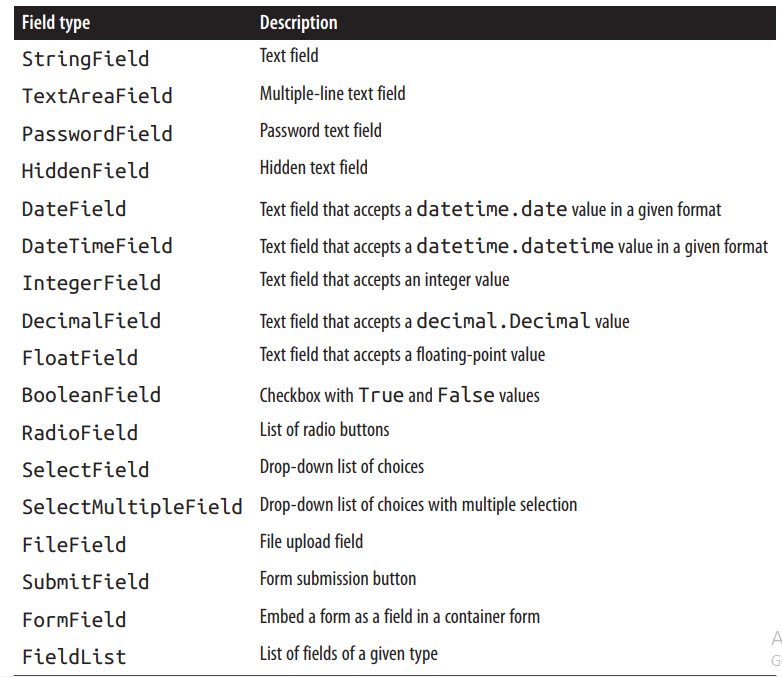 Field type Description
StringField Text field
TextAreaField Multiple-line text field
PasswordField Password text field
HiddenField Hidden text field
DateField Text field that accepts a datetime.date value in a given format
DateTimeField Text field that accepts a datetime.datetime value in a given format
IntegerField Text field that accepts an integer value
DecimalField Text field that accepts a decimal.Decimal value
FloatField Text field that accepts a floating-point value
BooleanField Checkbox with True and False values
RadioField List of radio buttons
SelectField Drop-down list of choices
SelectMultipleField Drop-down list of choices with multiple selection
FileField File upload field
SubmitField Form submission button
FormField Embed a form as a field in a container form
A
FieldList List of fields of a given type
G